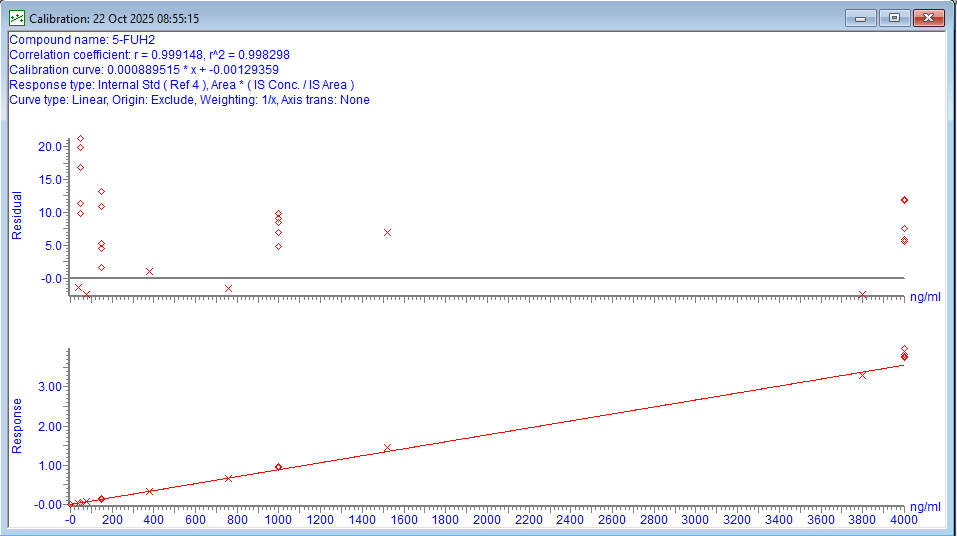 Calibration: 22 Oct 2025 08:55:15
Compound name: 5-FUH2
Correlation coefficient: r = 0.999148, r^2 = 0.998298
Calibration curve: 0.000889515 * x + -0.00129359
Response type: Internal Std ( Ref 4 ), Area * ( IS Conc. / IS Area )
Curve type: Linear, Origin: Exclude, Weighting: 1/x, Axis trans: None
Residual
20.0
15.0
10.0
5.0
-0.0
ng/ml
Response
3.00
2.00
1.00
-0.00
ng/ml
-0 200 400 600 800 1000 1200 1400 1600 1800 2000 2200 2400 2600 2800 3000 3200 3400 3600 3800 4000